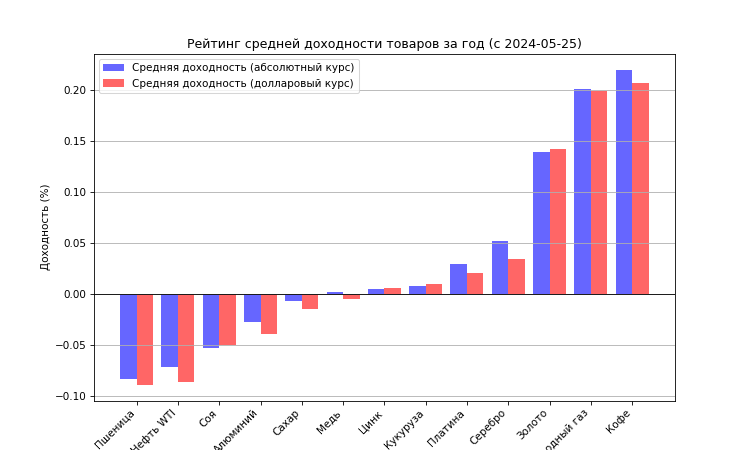 Рейтинг средней доходности товаров за год (с 2024-05-25)
Средняя доходность (абсолютный курс)
Средняя доходность (долларовый курс)
Доходность (%)
0.20
0.15
0.10
0.05
0.00
−0.05
−0.10
Пшеница
Нефть WTI
Соя
Алюминий
Сахар
Медь
Цинк
Кукуруза
Платина
Серебро
Золото
одный газ
Кофе